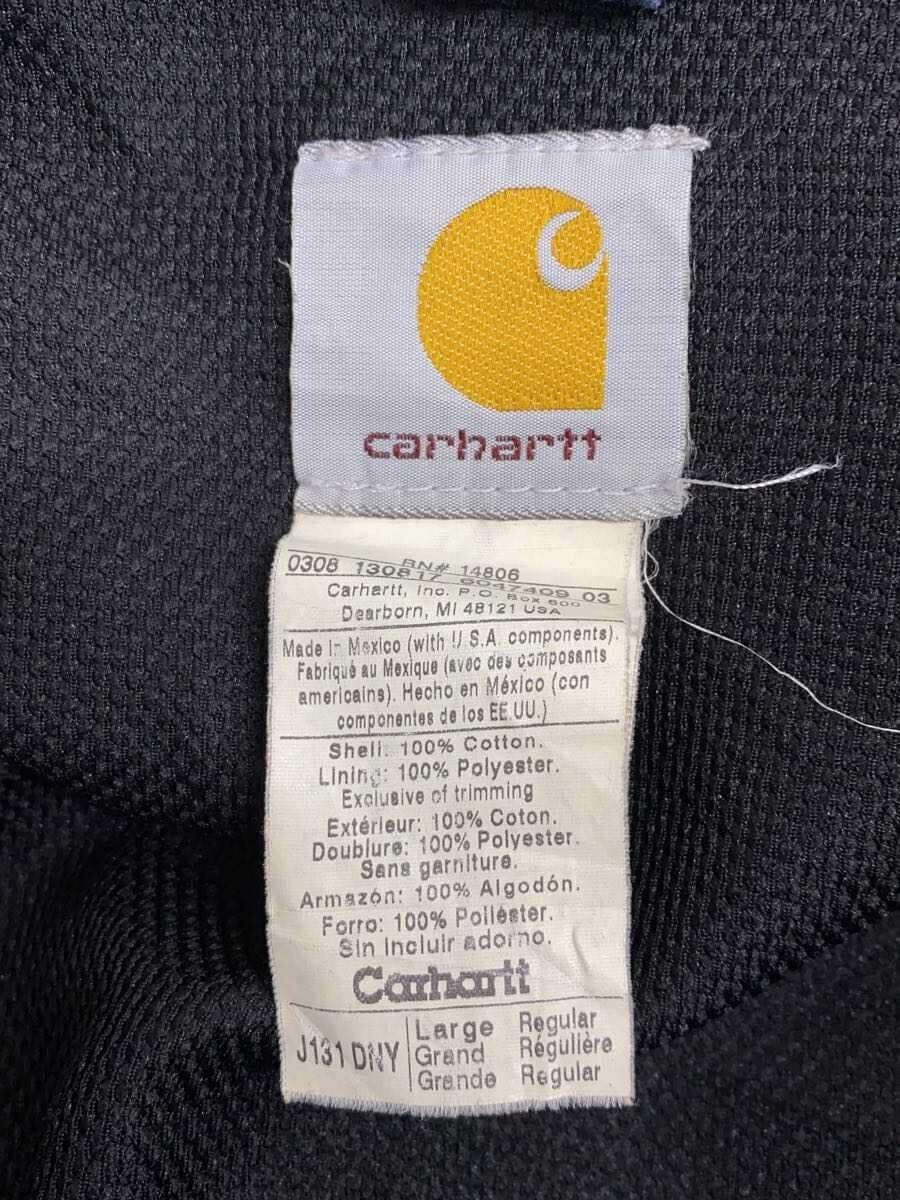 carhartt
RN# 14806
0308 130817 6047409 03
Carhartt, Inc. P.O. Box 600
Dearborn, MI 48121 USA
Made In Mexico (with U.S.A. components).
Fabriqué au Mexique (avec des composants
americains). Hecho en México (con
componentes de los EE.UU.)
Shell: 100% Cotton.
Lining: 100% Polyester.
Exclusive of trimming
Extérieur: 100% Coton.
Doublure: 100% Polyester.
Sans garniture.
Armazón: 100% Algodón.
Forro: 100% Poliéster.
Sin incluir adorno.
Carhartt
J131 DNY
Large Regular
Grand Régulière
Grande Regular